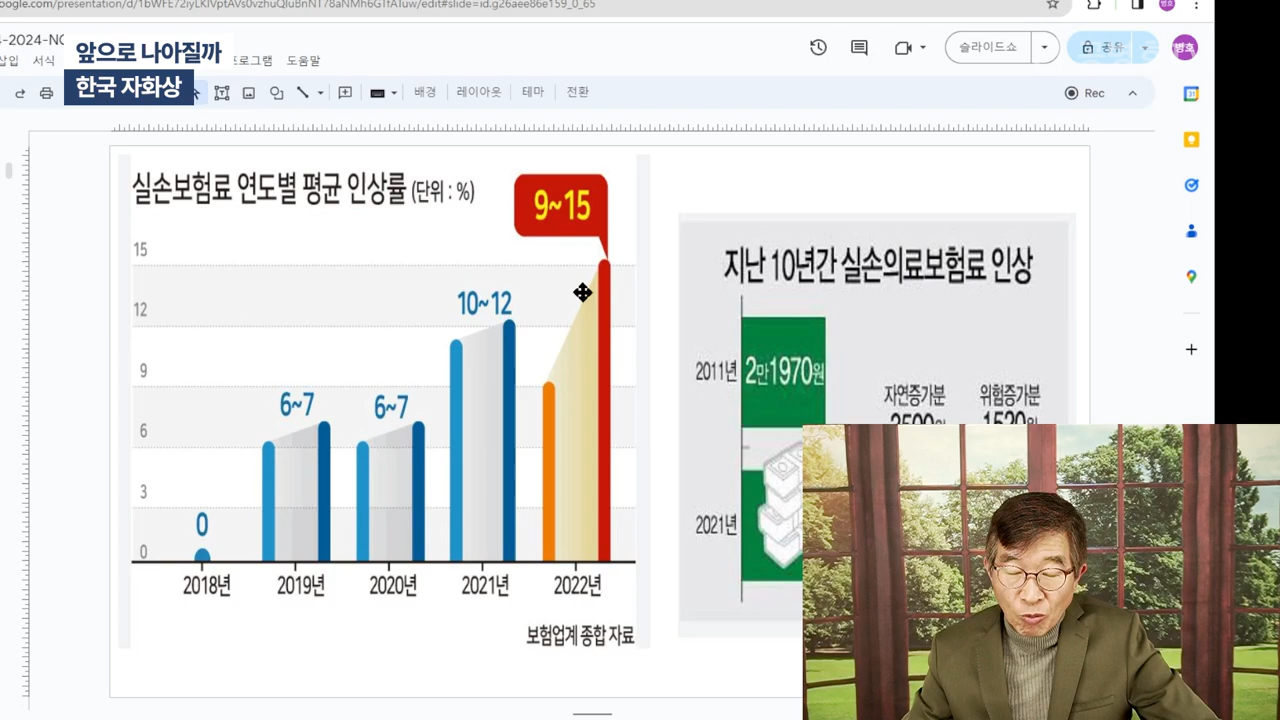 google.com/presentation/d/1bWFE72iyLKIVptAVs0vzhuQIuBnNT78aNMh6GTfATuw/edit#slide=id.g26aee86e159_0_65
-2024-NO
앞으로 나아질까
한국 자화상
삽입 서식 프로그램 도움말
슬라이드쇼
공유
병호
배경 레이아웃 테마 전환
Rec
실손보험료 연도별 평균 인상률 (단위 : %)
9~15
15
12
9
6
3
0
0
6~7
6~7
10~12
2018년 2019년 2020년 2021년 2022년
보험업계 종합 자료
지난 10년간 실손의료보험료 인상
2011년 2만1970원
자연증가분 위험증가분
2021년